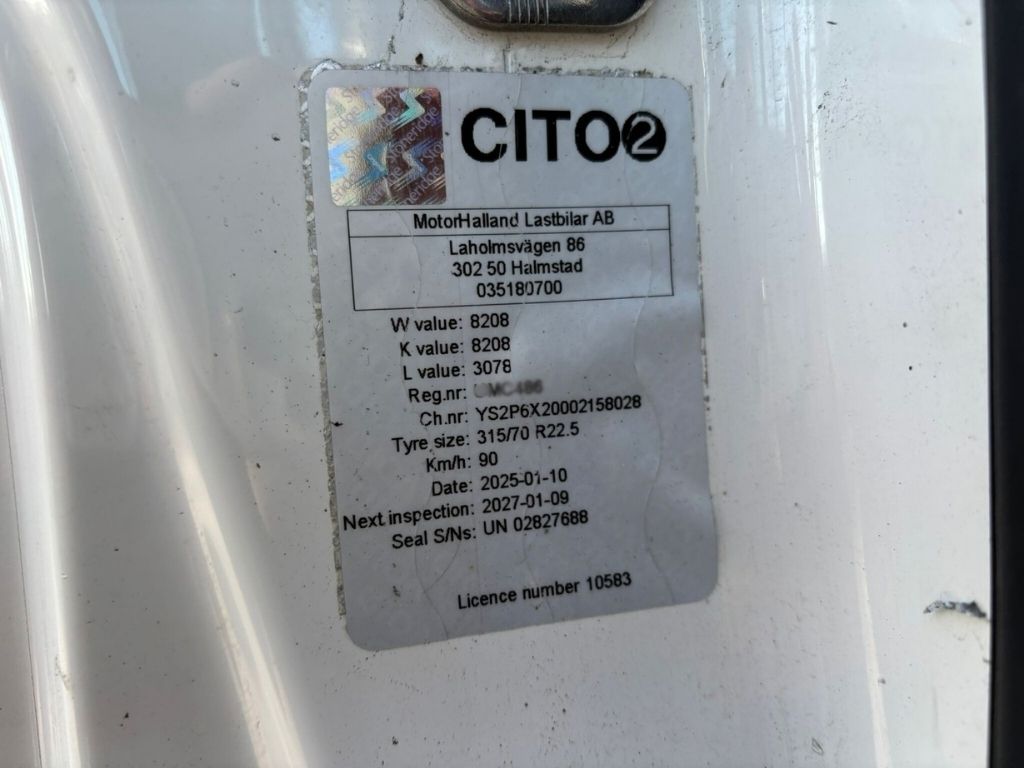 Stoneridge
CITO2
MotorHalland Lastbilar AB
Laholmsvägen 86
302 50 Halmstad
035180700
W value: 8208
K value: 8208
L value: 3078
Reg.nr:
Ch.nr: YS2P6X20002158028
Tyre size: 315/70 R22.5
Km/h: 90
Date: 2025-01-10
Next inspection: 2027-01-09
Seal S/Ns: UN 02827688
Licence number 10583